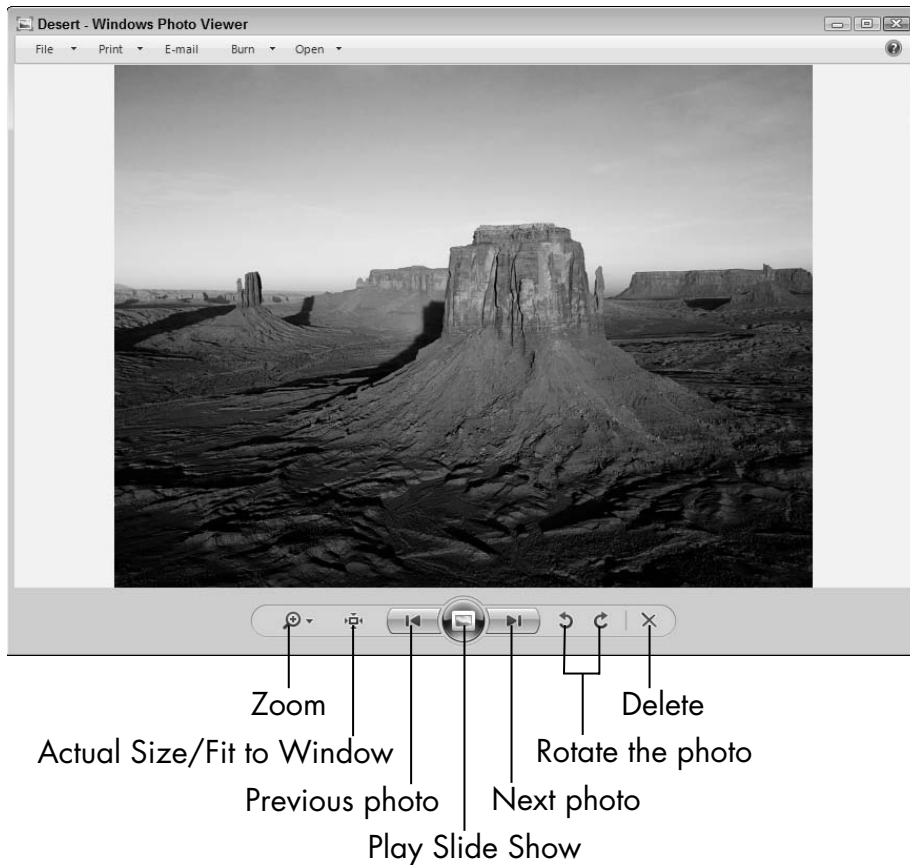 Desert - Windows Photo Viewer
File Print E-mail Burn Open
Zoom
Delete
Actual Size/Fit to Window
Rotate the photo
Previous photo
Next photo
Play Slide Show